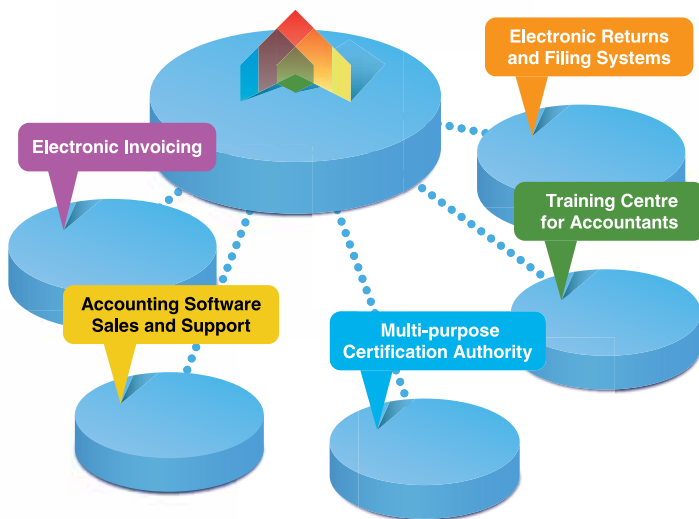 Electronic Returns
and Filing Systems
Electronic Invoicing
Training Centre
for Accountants
Accounting Software
Sales and Support
Multi-purpose
Certification Authority